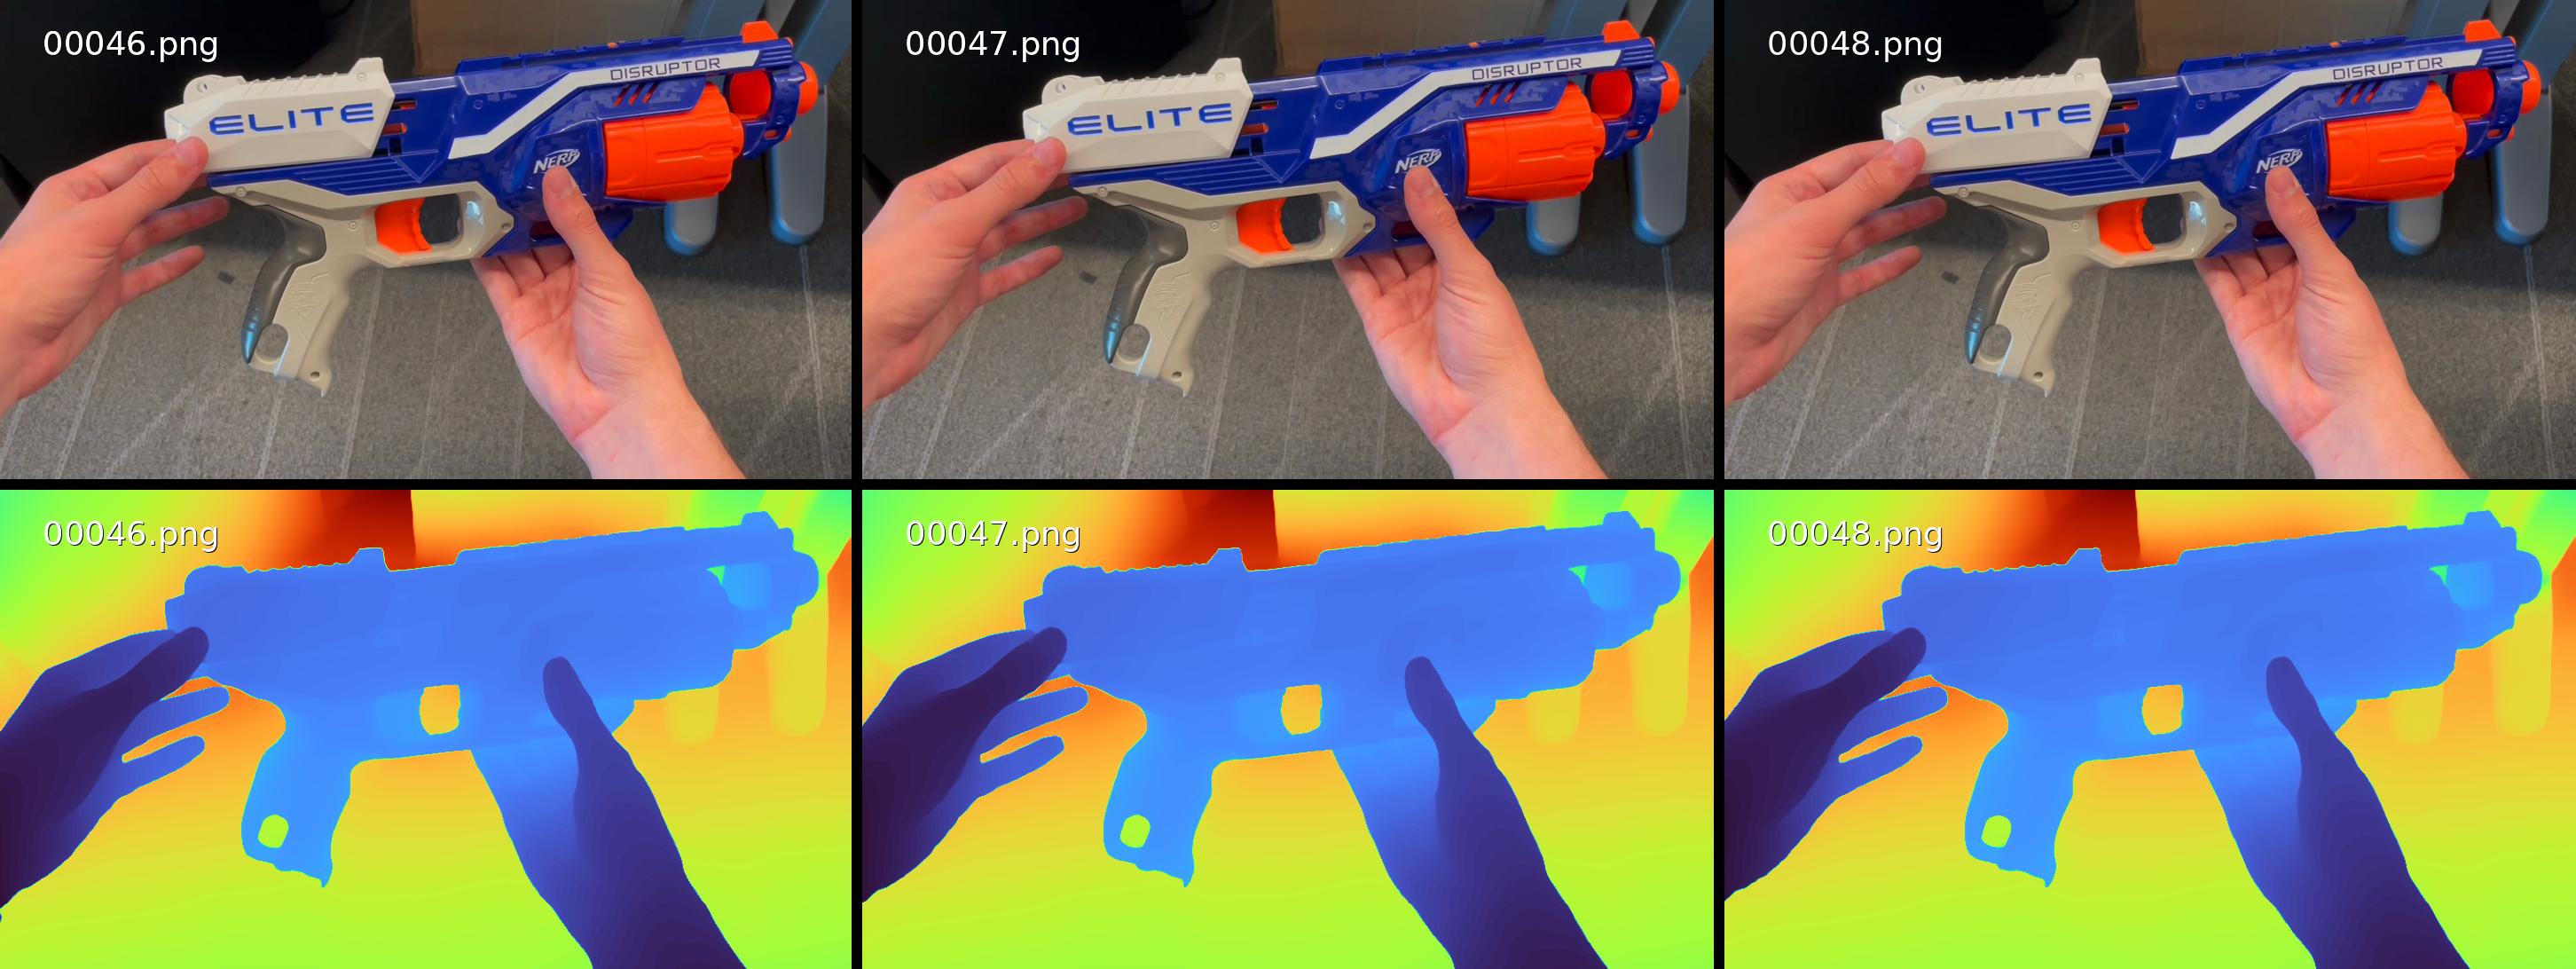 00046.png
DISRUPTOR
ELITE
NERF
00047.png
DISRUPTOR
ELITE
NERF
00048.png
DISRUPTOR
ELITE
NERF
00046.png
00047.png
00048.png